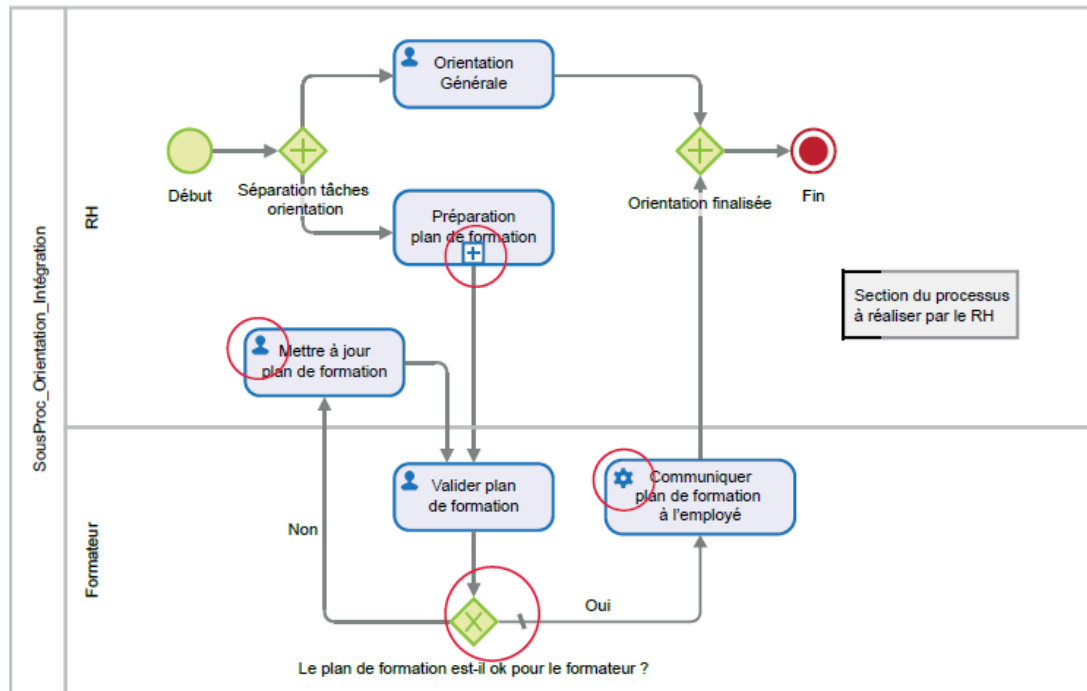 SousProc_Orientation_Intégration
RH
Orientation
Générale
Début
Séparation tâches
orientation
Orientation finalisée
Fin
Préparation
plan de formation
Section du processus
à réaliser par le RH
Mettre à jour
plan de formation
Formateur
Valider plan
de formation
Communiquer
plan de formation
à l'employé
Non
Oui
Le plan de formation est-il ok pour le formateur ?